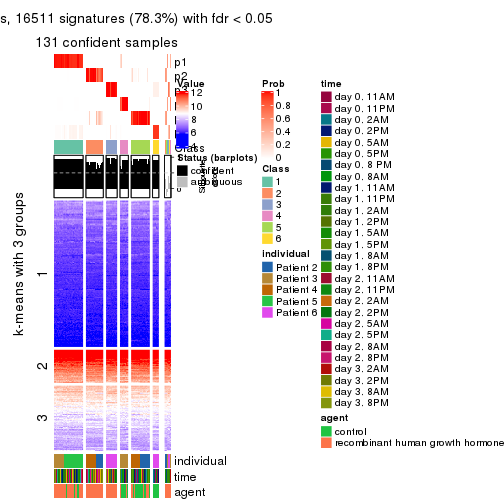 s, 16511 signatures (78.3%) with fdr < 0.05
131 confident samples
p1
p2
Class
k-means with 3 groups
1
2
3
individual
time
agent
Value
12
10
8
6
Status (barplots)
confident
ambiguous
Prob
1
0.8
0.6
0.4
0.2
0
Class
1
2
3
4
5
6
individual
Patient 2
Patient 3
Patient 4
Patient 5
Patient 6
time
day 0. 11AM
day 0. 11PM
day 0. 2AM
day 0. 2PM
day 0. 5AM
day 0. 5PM
day 0. 8 PM
day 0. 8AM
day 1. 11AM
day 1. 11PM
day 1. 2AM
day 1. 2PM
day 1. 5AM
day 1. 5PM
day 1. 8AM
day 1. 8PM
day 2. 11AM
day 2. 11PM
day 2. 2AM
day 2. 2PM
day 2. 5AM
day 2. 5PM
day 2. 8AM
day 2. 8PM
day 3. 2AM
day 3. 2PM
day 3. 8AM
day 3. 8PM
agent
control
recombinant human growth hormone